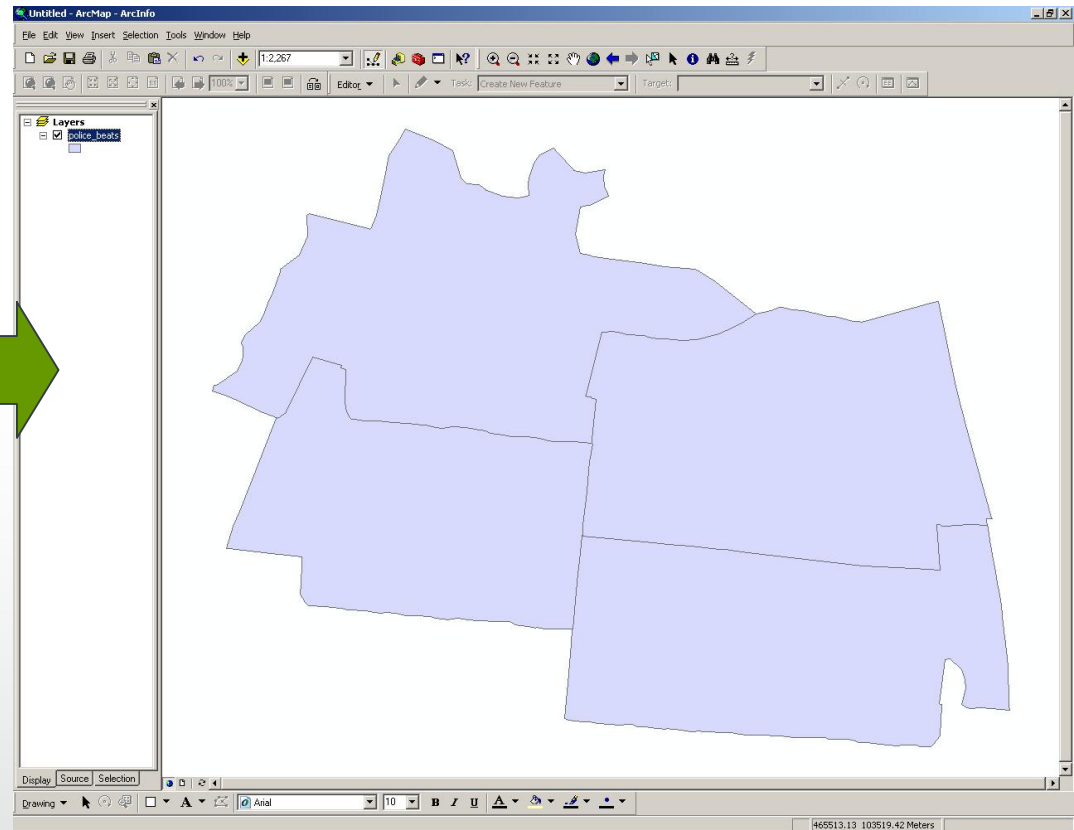 Untitled - ArcMap - ArcInfo
File Edit View Insert Selection Tools Window Help
1:2,267
100% Editor Task: Create New Feature Target:
Layers
police_beats
Display Source Selection
Drawing A Arial 10 B I U A
465513.13 103519.42 Meters